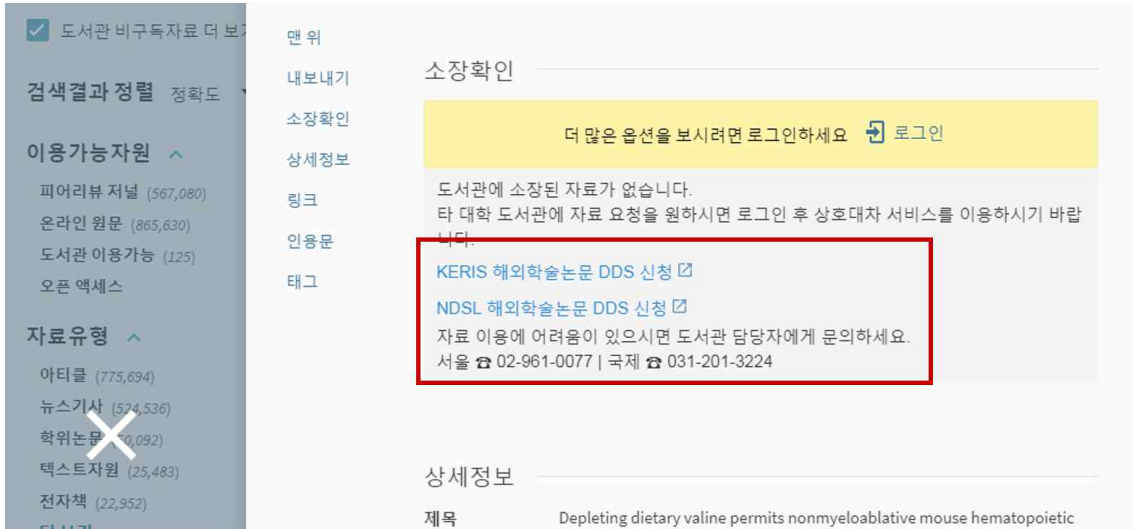 도서관 비구독자료 더 보기
검색결과 정렬 정확도
이용가능자원
피어리뷰 저널 (567,080)
온라인 원문 (865,630)
도서관 이용가능 (125)
오픈 액세스
자료유형
아티클 (775,694)
뉴스기사 (524,536)
학위논문 0,092)
텍스트자원 (25,483)
전자책 (22,952)
맨 위
내보내기
소장확인
상세정보
링크
인용문
태그
소장확인
더 많은 옵션을 보시려면 로그인하세요 로그인
도서관에 소장된 자료가 없습니다.
타 대학 도서관에 자료 요청을 원하시면 로그인 후 상호대차 서비스를 이용하시기 바랍
니다.
KERIS 해외학술논문 DDS 신청
NDSL 해외학술논문 DDS 신청
자료 이용에 어려움이 있으시면 도서관 담당자에게 문의하세요.
서울 ☎ 02-961-0077 | 국제 ☎ 031-201-3224
상세정보
제목 Depleting dietary valine permits nonmyeloablative mouse hematopoietic